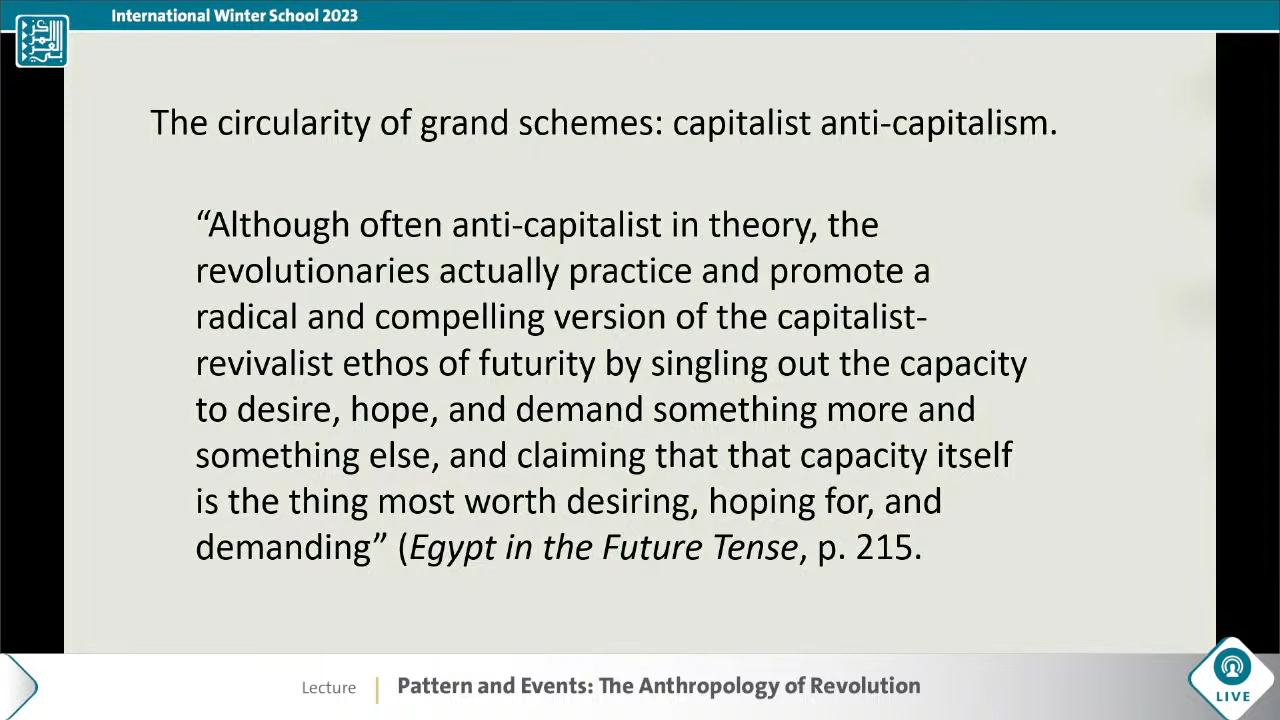 International Winter School 2023
The circularity of grand schemes: capitalist anti-capitalism.
“Although often anti-capitalist in theory, the
revolutionaries actually practice and promote a
radical and compelling version of the capitalist-
revivalist ethos of futurity by singling out the capacity
to desire, hope, and demand something more and
something else, and claiming that that capacity itself
is the thing most worth desiring, hoping for, and
demanding” (Egypt in the Future Tense, p. 215.
Lecture | Pattern and Events: The Anthropology of Revolution
LIVE